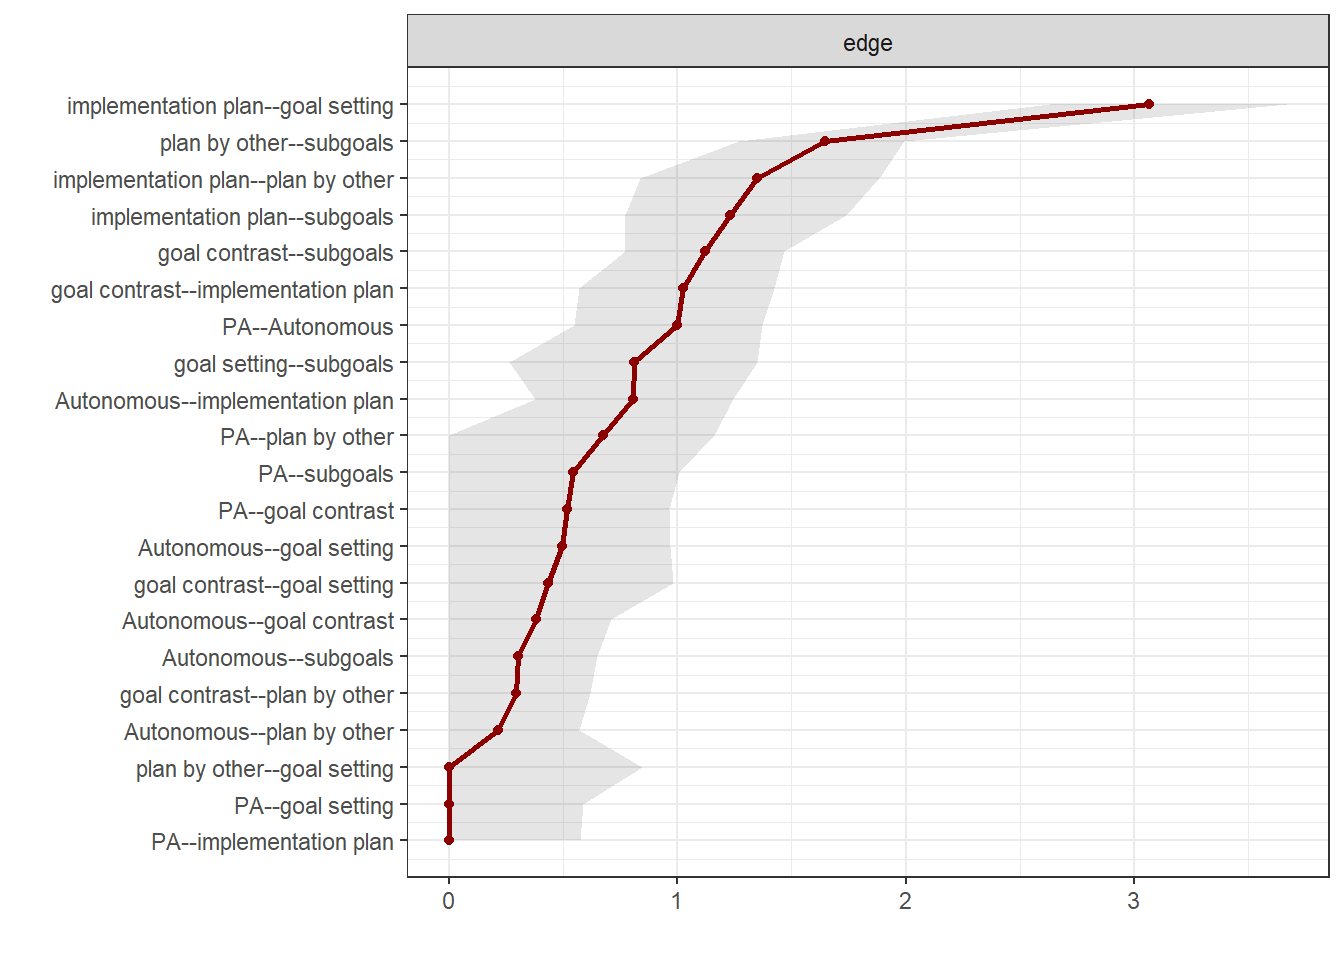 edge
implementation plan--goal setting
plan by other--subgoals
implementation plan--plan by other
implementation plan--subgoals
goal contrast--subgoals
goal contrast--implementation plan
PA--Autonomous
goal setting--subgoals
Autonomous--implementation plan
PA--plan by other
PA--subgoals
PA--goal contrast
Autonomous--goal setting
goal contrast--goal setting
Autonomous--goal contrast
Autonomous--subgoals
goal contrast--plan by other
Autonomous--plan by other
plan by other--goal setting
PA--goal setting
PA--implementation plan
0 1 2 3